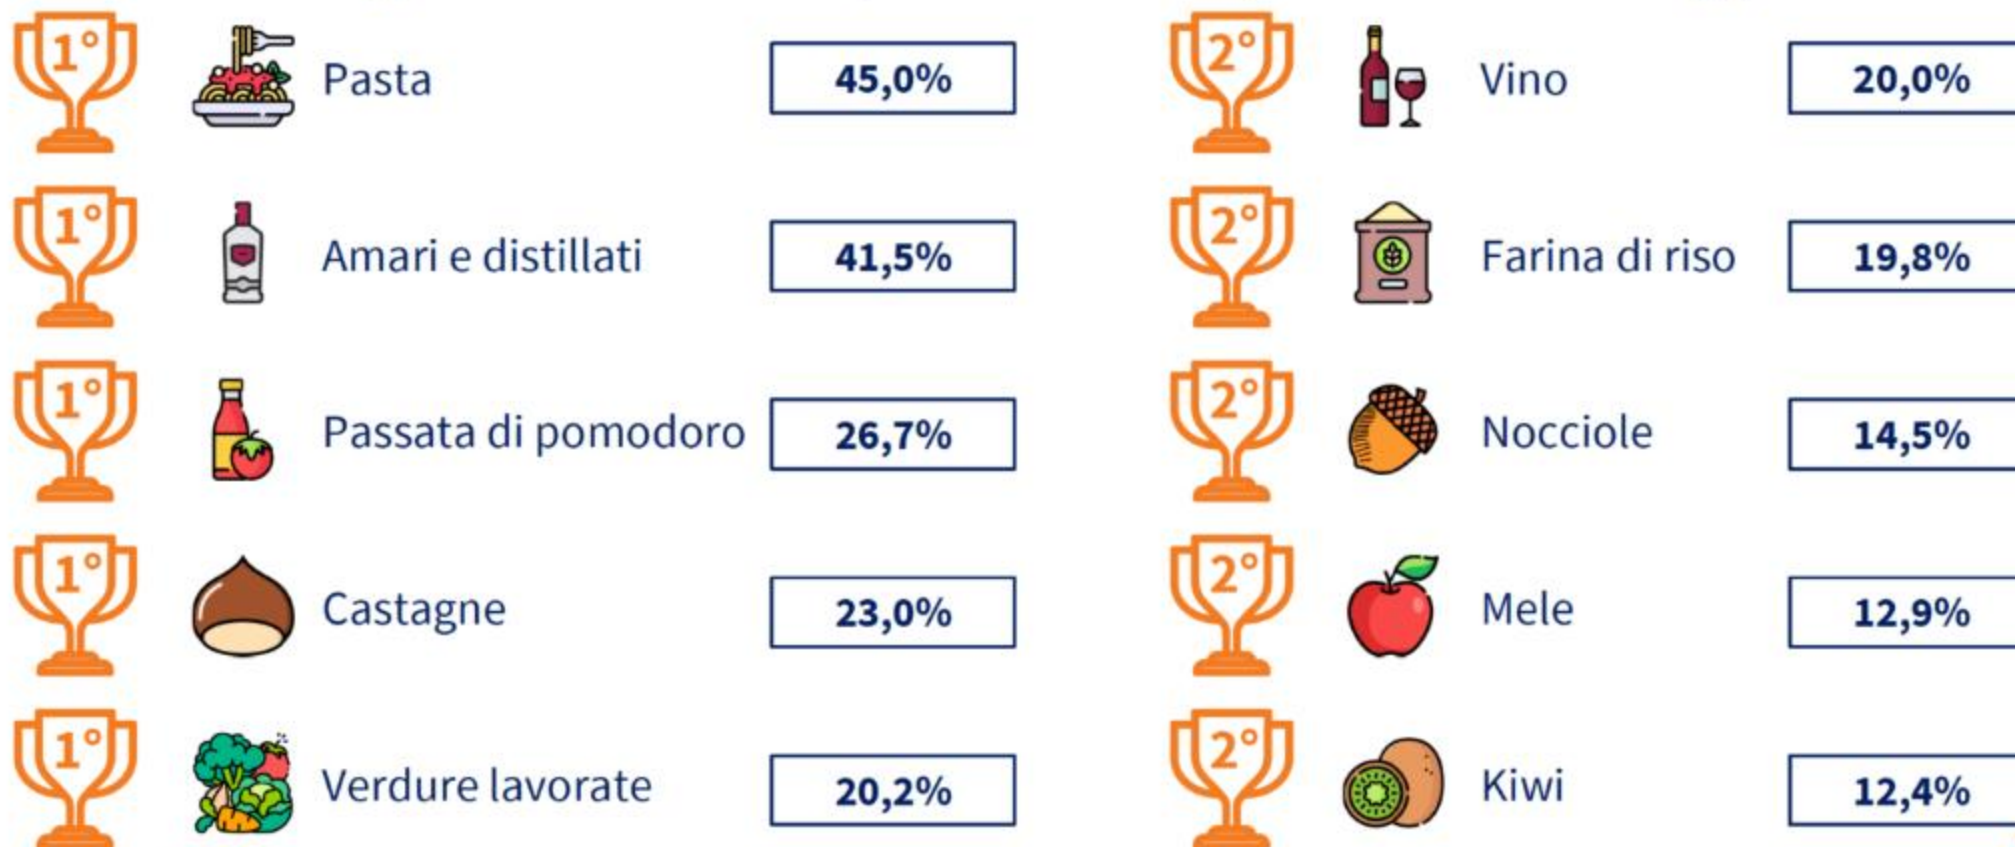 1° Pasta 45,0%
1° Amari e distillati 41,5%
1° Passata di pomodoro 26,7%
1° Castagne 23,0%
1° Verdure lavorate 20,2%
2° Vino 20,0%
2° Farina di riso 19,8%
2° Nocciole 14,5%
2° Mele 12,9%
2° Kiwi 12,4%